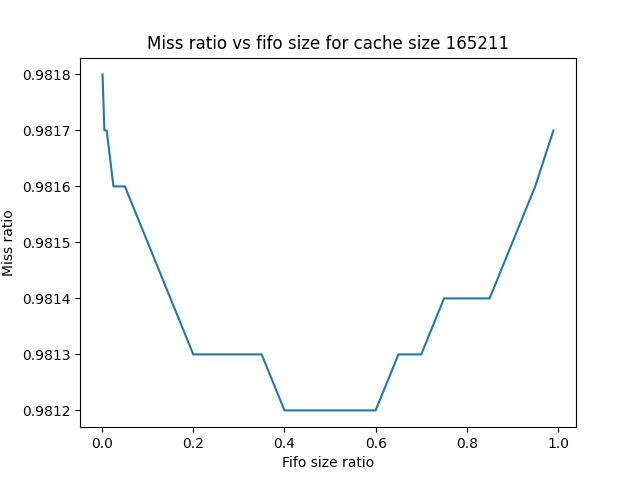 Miss ratio vs fifo size for cache size 165211
0.9818
0.9817
0.9816
0.9815
0.9814
0.9813
0.9812
Miss ratio
0.0 0.2 0.4 0.6 0.8 1.0
Fifo size ratio